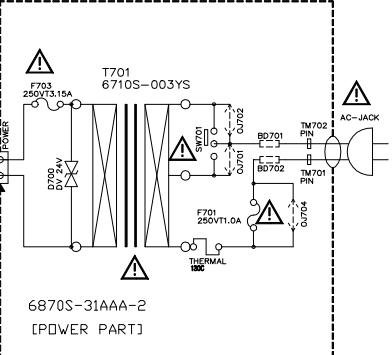 T701
6710S-003YS
F703
250VT3.15A
POWER
D700
DV 24V
SW701
OJ702
OJ701
BD701
BD702
TM702
PIN
TM701
PIN
AC-JACK
F701
250VT1.0A
OJ704
THERMAL
130C
6870S-31AAA-2
[POWER PART]